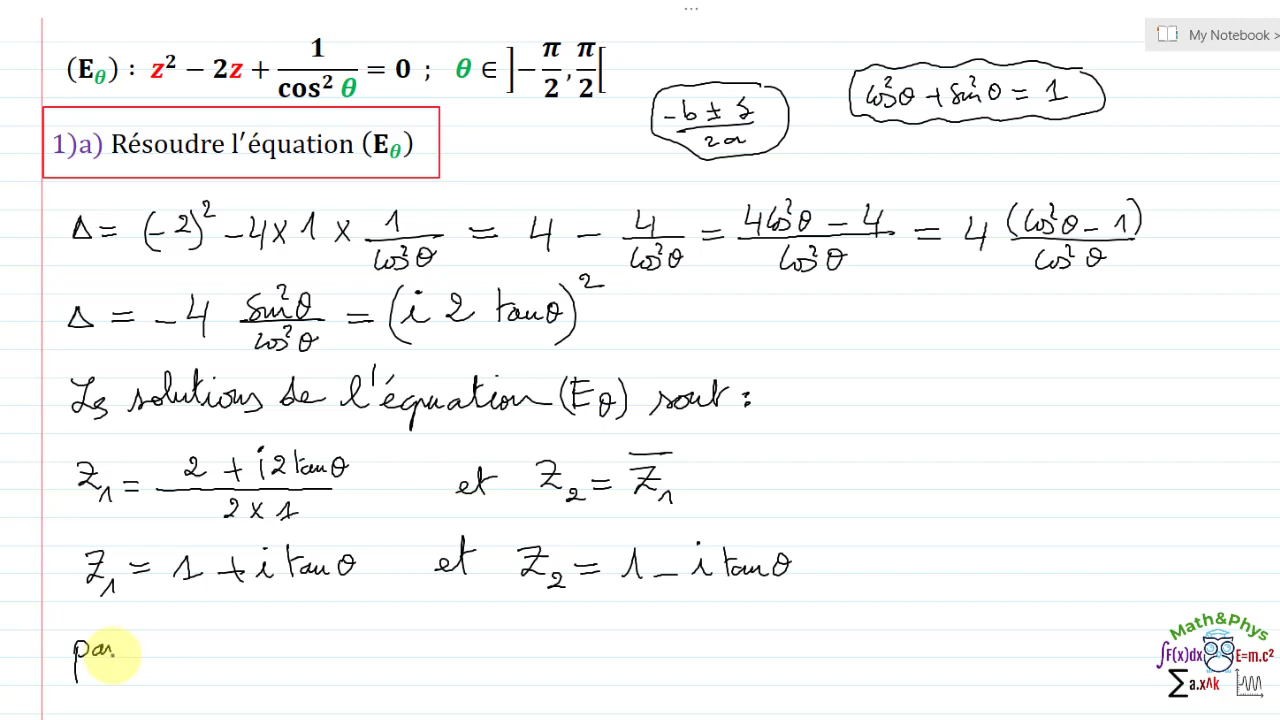 ...
My Notebook >
(E_θ) : z² − 2z + 1/cos² θ = 0 ; θ ∈ ]−π/2, π/2[
cos²θ + sin²θ = 1
(-b ± δ)/2a
1)a) Résoudre l'équation (E_θ)
Δ = (-2)² - 4 × 1 × 1/cos²θ = 4 - 4/cos²θ = (4cos²θ - 4)/cos²θ = 4 (cos²θ - 1)/cos²θ
Δ = -4 sin²θ/cos²θ = (i 2 tanθ)²
Les solutions de l'équation (E_θ) sont :
Z₁ = (2 + i2tanθ)/(2 × 1) et Z₂ = Z̅₁
Z₁ = 1 + i tanθ et Z₂ = 1 - i tanθ
par
Math&Phys
∫F(x)dx E=m.c²
∑ a.x^k